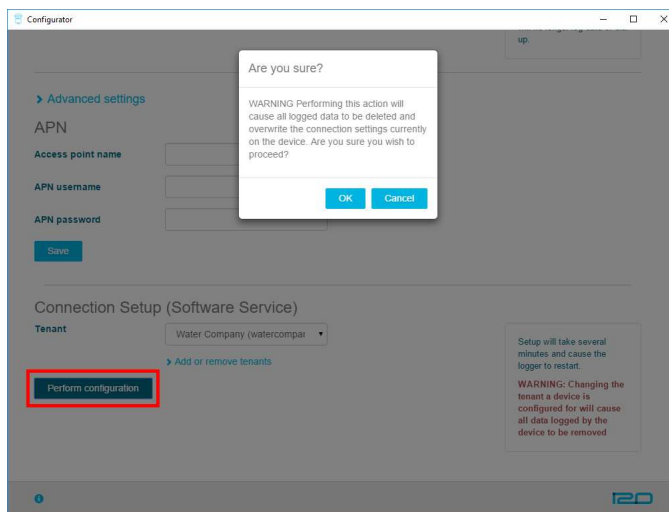 Configurator
up.
Are you sure?
WARNING Performing this action will
cause all logged data to be deleted and
overwrite the connection settings currently
on the device. Are you sure you wish to
proceed?
OK Cancel
Advanced settings
APN
Access point name
APN username
APN password
Save
Connection Setup (Software Service)
Tenant
Water Company (watercompai
Add or remove tenants
Perform configuration
Setup will take several
minutes and cause the
logger to restart.
WARNING: Changing the
tenant a device is
configured for will cause
all data logged by the
device to be removed
i2O